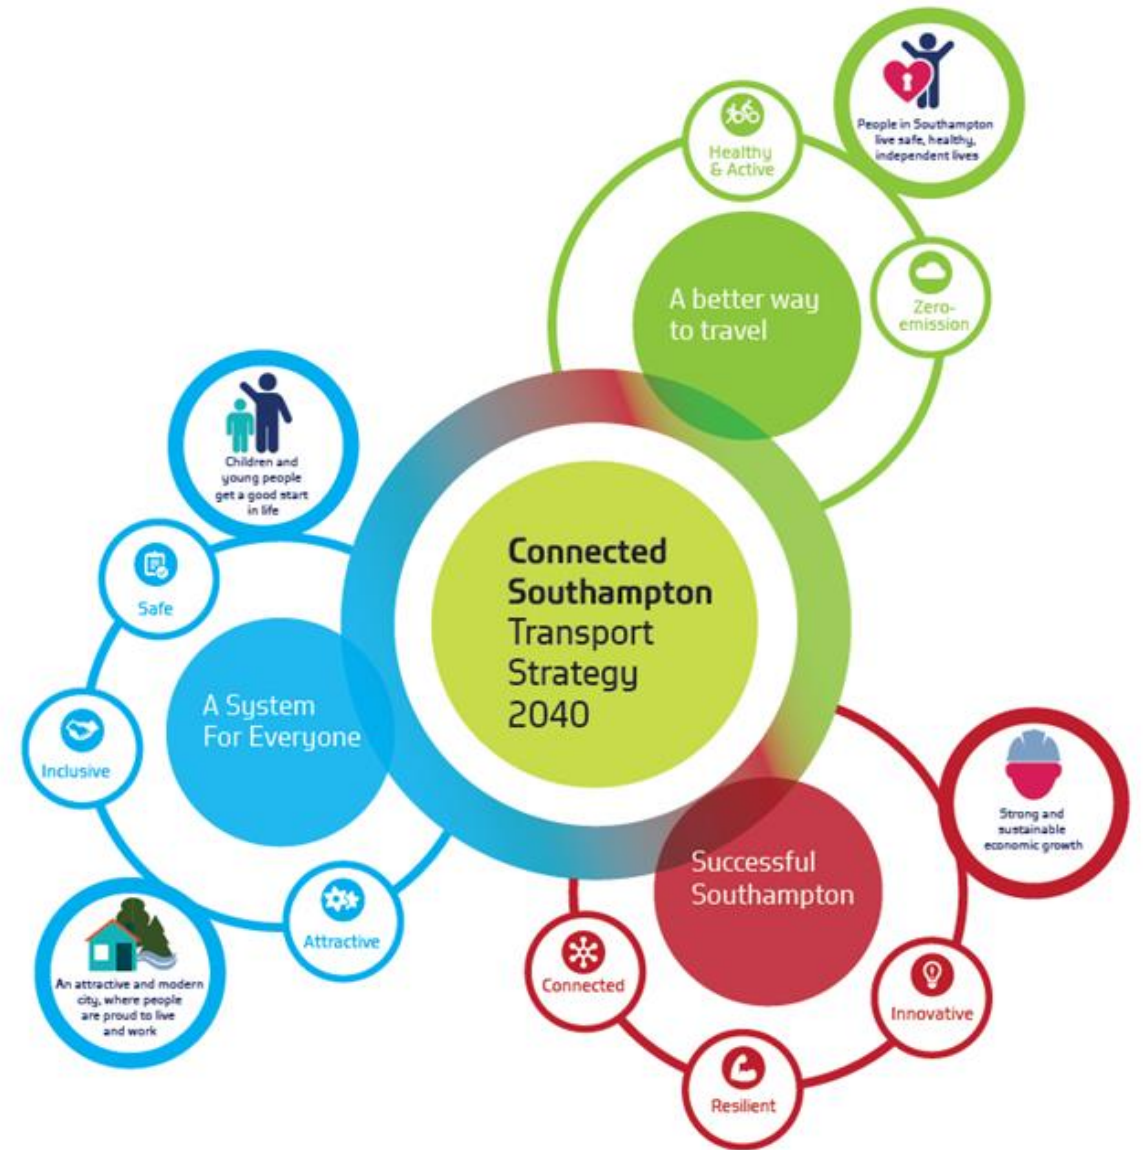 People in Southampton
live safe, healthy,
independent lives
Healthy
& Active
A better way
to travel
Zero-
emission
Children and
young people
get a good start
in life
Safe
A System
For Everyone
Inclusive
Attractive
An attractive and modern
city, where people
are proud to live
and work
Connected
Southampton
Transport
Strategy
2040
Strong and
sustainable
economic growth
Successful
Southampton
Connected
Innovative
Resilient